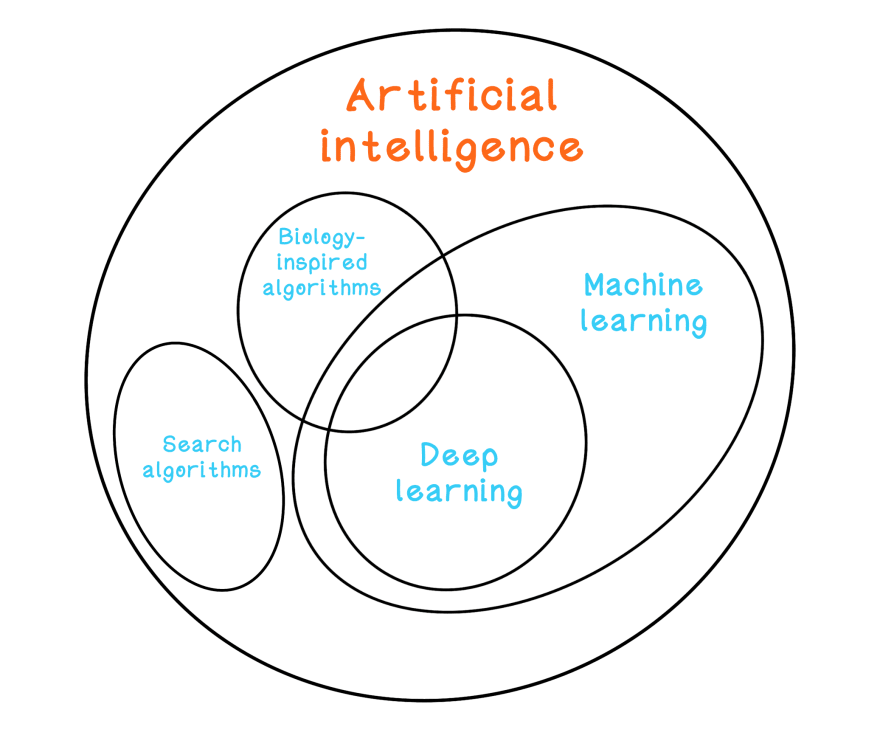 Artificial
intelligence
Biology-
inspired
algorithms
Machine
learning
Search
algorithms
Deep
learning